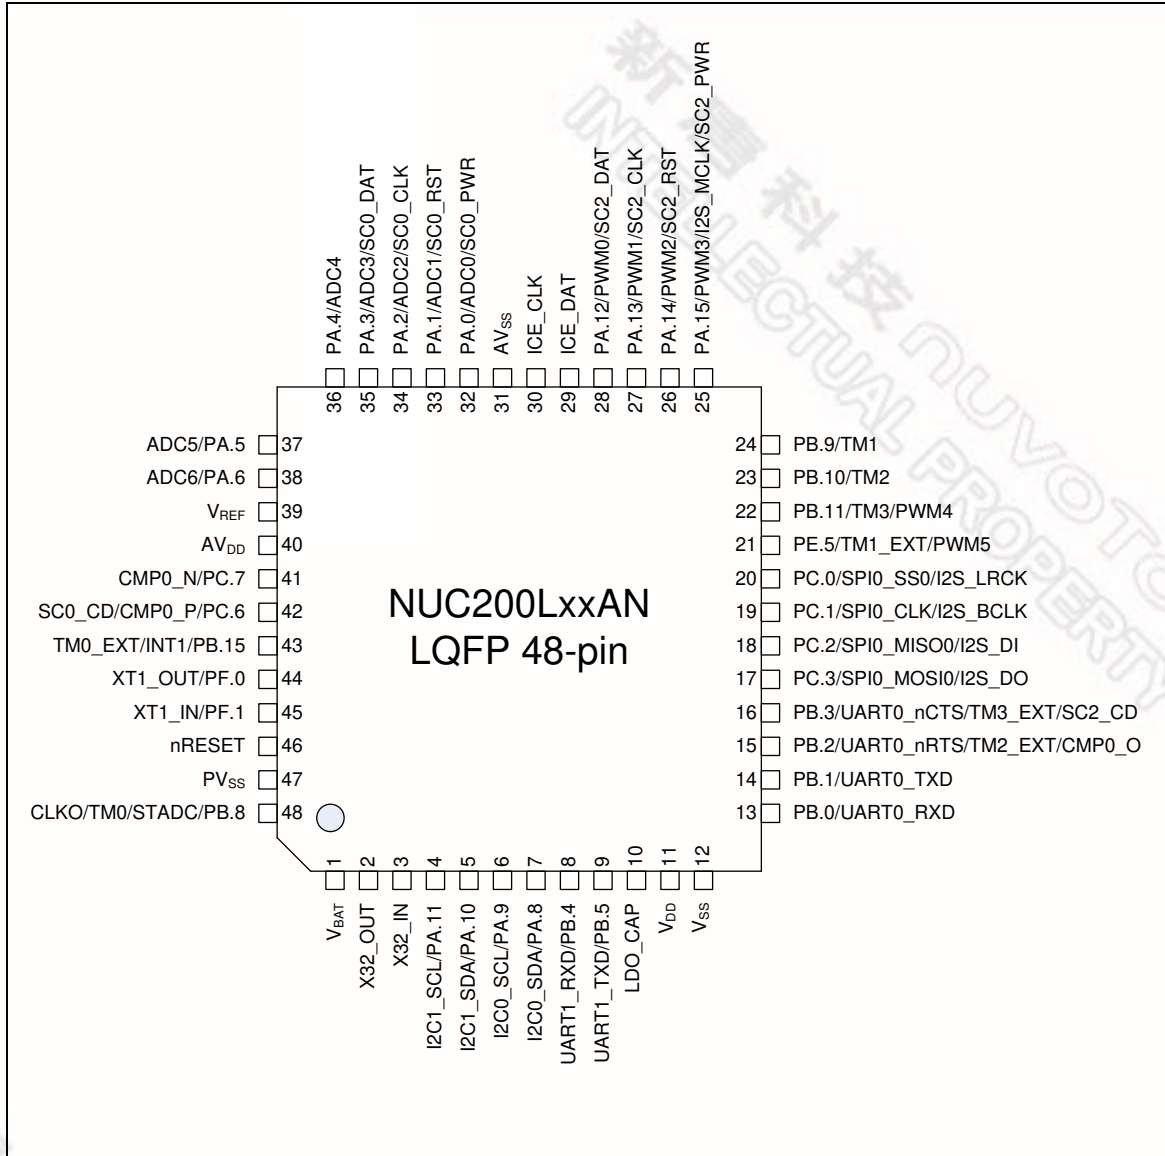 PA.4/ADC4
PA.3/ADC3/SC0_DAT
PA.2/ADC2/SC0_CLK
PA.1/ADC1/SC0_RST
PA.0/ADC0/SC0_PWR
AVSS
ICE_CLK
ICE_DAT
PA.12/PWM0/SC2_DAT
PA.13/PWM1/SC2_CLK
PA.14/PWM2/SC2_RST
PA.15/PWM3/I2S_MCLK/SC2_PWR
36
35
34
33
32
31
30
29
28
27
26
25
ADC5/PA.5 37
ADC6/PA.6 38
VREF 39
AVDD 40
CMP0_N/PC.7 41
SC0_CD/CMP0_P/PC.6 42
TM0_EXT/INT1/PB.15 43
XT1_OUT/PF.0 44
XT1_IN/PF.1 45
nRESET 46
PVSS 47
CLKO/TM0/STADC/PB.8 48
NUC200LxxAN
LQFP 48-pin
24 PB.9/TM1
23 PB.10/TM2
22 PB.11/TM3/PWM4
21 PE.5/TM1_EXT/PWM5
20 PC.0/SPI0_SS0/I2S_LRCK
19 PC.1/SPI0_CLK/I2S_BCLK
18 PC.2/SPI0_MISO0/I2S_DI
17 PC.3/SPI0_MOSI0/I2S_DO
16 PB.3/UART0_nCTS/TM3_EXT/SC2_CD
15 PB.2/UART0_nRTS/TM2_EXT/CMP0_O
14 PB.1/UART0_TXD
13 PB.0/UART0_RXD
1
2
3
4
5
6
7
8
9
10
11
12
VBAT
X32_OUT
X32_IN
I2C1_SCL/PA.11
I2C1_SDA/PA.10
I2C0_SCL/PA.9
I2C0_SDA/PA.8
UART1_RXD/PB.4
UART1_TXD/PB.5
LDO_CAP
VDD
VSS
新唐科技 nuvoTo
INTELLECTUAL PROPERTY